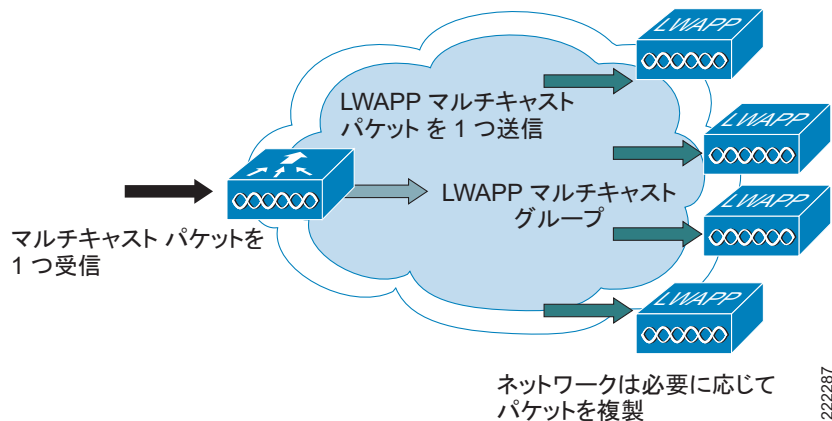 LWAPP
LWAPP マルチキャスト
パケット を 1 つ送信
LWAPP
LWAPP マルチキャスト
グループ
LWAPP
マルチキャスト パケットを
1 つ受信
LWAPP
ネットワークは必要に応じて
パケットを複製
222287